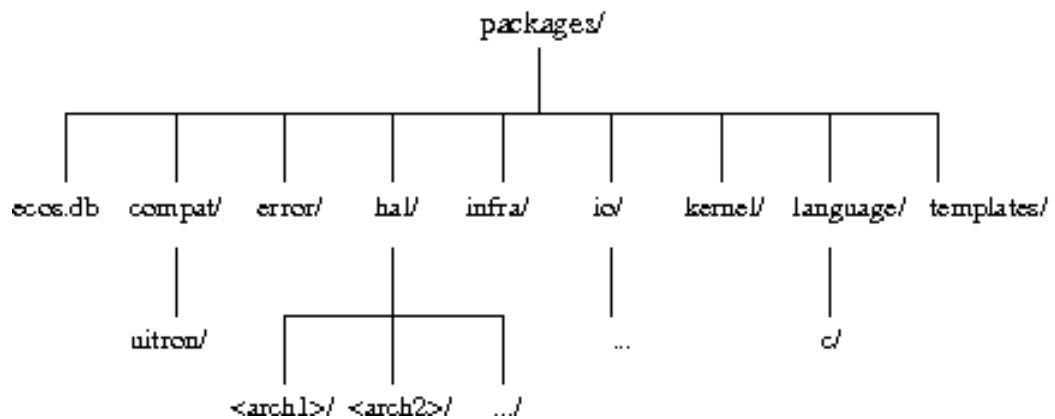 packages/
ecos.db compat/ error/ hal/ infra/ io/ kernel/ language/ templates/
uitron/ ... c/
<arch1>/ <arch2>/ .../